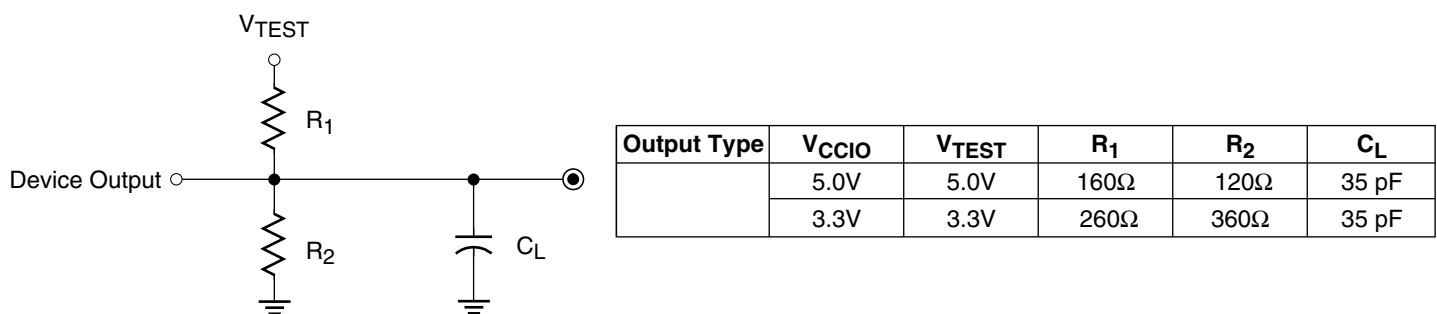 VTEST
R1
Device Output
R2
CL
Output Type VCCIO VTEST R1 R2 CL
5.0V 5.0V 160Ω 120Ω 35 pF
3.3V 3.3V 260Ω 360Ω 35 pF